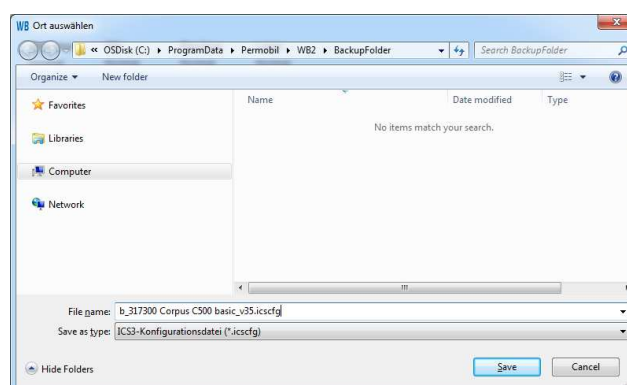 WB Ort auswählen
« OSDisk (C:) ▸ ProgramData ▸ Permobil ▸ WB2 ▸ BackupFolder Search BackupFolder
Organize ▾ New folder
Name Date modified Type
Favorites
No items match your search.
Libraries
Computer
Network
File name: b_317300 Corpus C500 basic_v35.icscfg
Save as type: ICS3-Konfigurationsdatei (*.icscfg)
Hide Folders Save Cancel